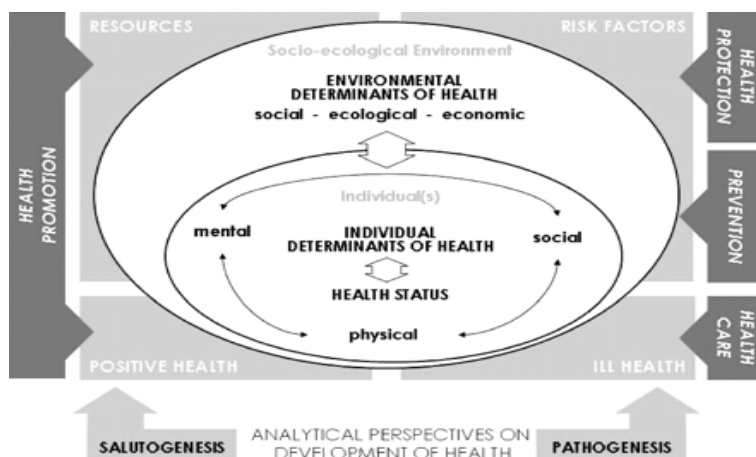 RESOURCES
RISK FACTORS
Socio-ecological Environment
ENVIRONMENTAL
DETERMINANTS OF HEALTH
social - ecological - economic
HEALTH
PROTECTION
HEALTH
PROMOTION
PREVENTION
Individual(s)
mental
INDIVIDUAL
DETERMINANTS OF HEALTH
social
HEALTH STATUS
physical
HEALTH
CARE
POSITIVE HEALTH
ILL HEALTH
SALUTOGENESIS
ANALYTICAL PERSPECTIVES ON
DEVELOPMENT OF HEALTH
PATHOGENESIS